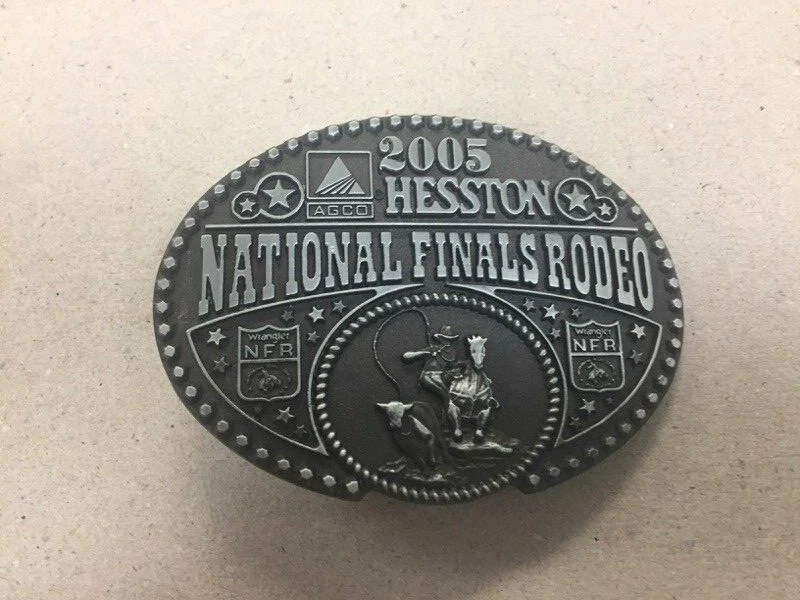 2005
AGCO HESSTON
NATIONAL FINALS RODEO
Wrangler
NFR
Wrangler
NFR